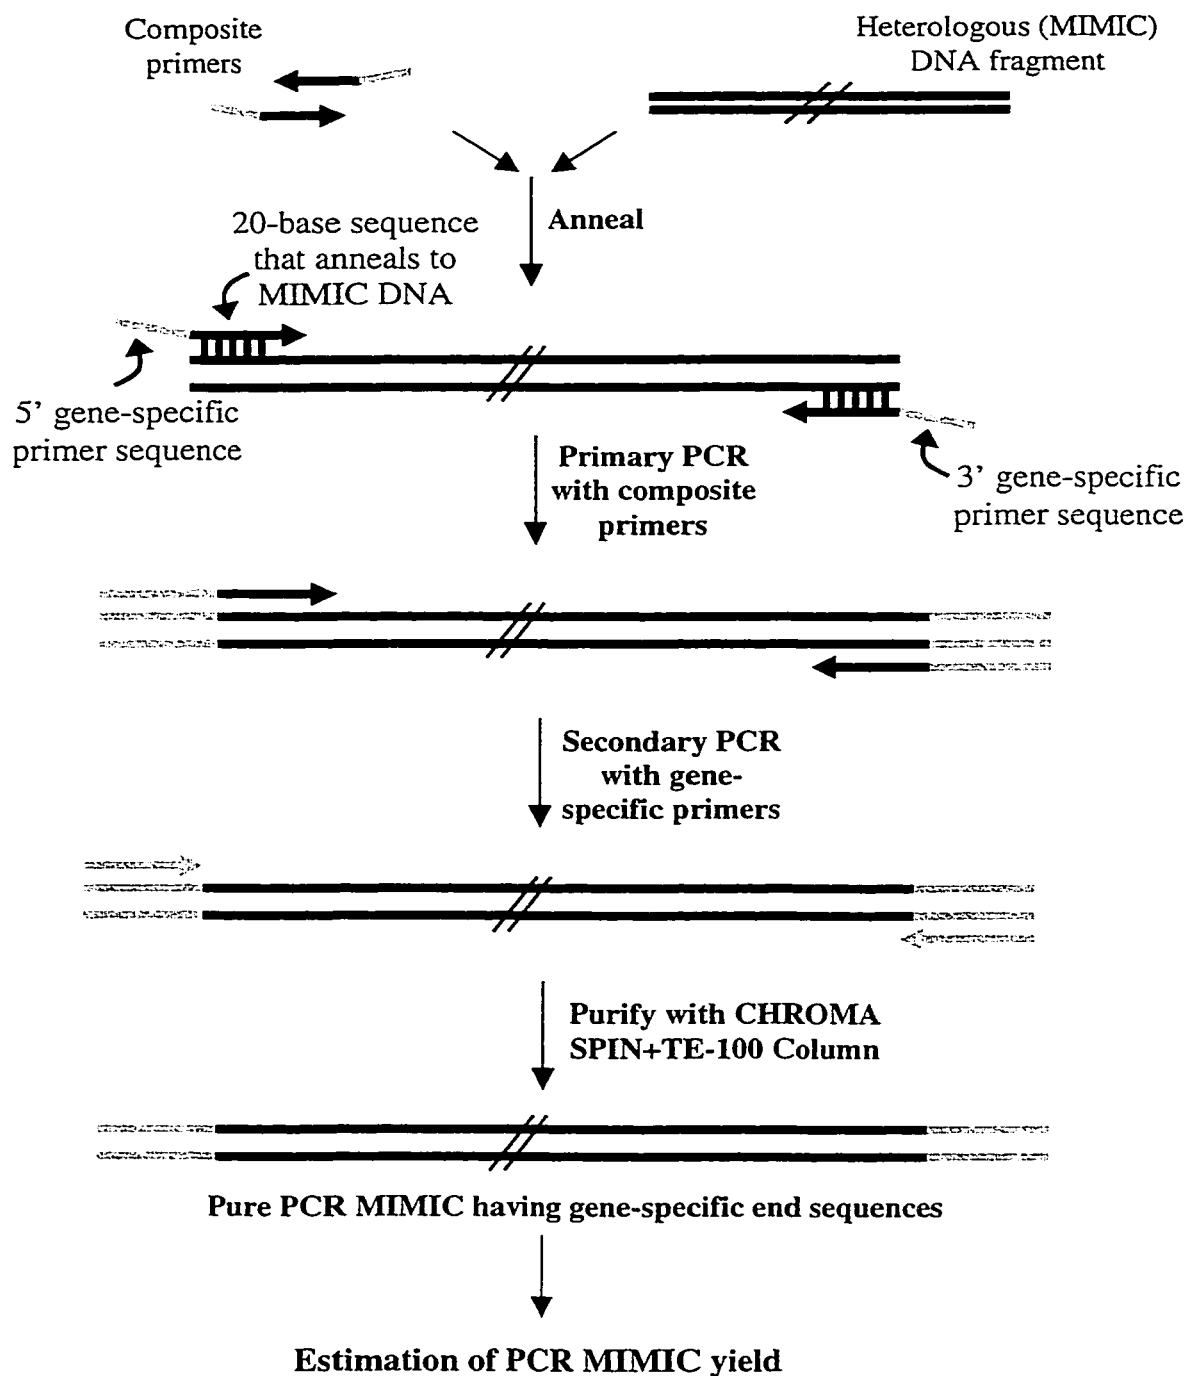 Composite
primers
Heterologous (MIMIC)
DNA fragment
Anneal
20-base sequence
that anneals to
MIMIC DNA
5' gene-specific
primer sequence
Primary PCR
with composite
primers
3' gene-specific
primer sequence
Secondary PCR
with gene-
specific primers
Purify with CHROMA
SPIN+TE-100 Column
Pure PCR MIMIC having gene-specific end sequences
Estimation of PCR MIMIC yield